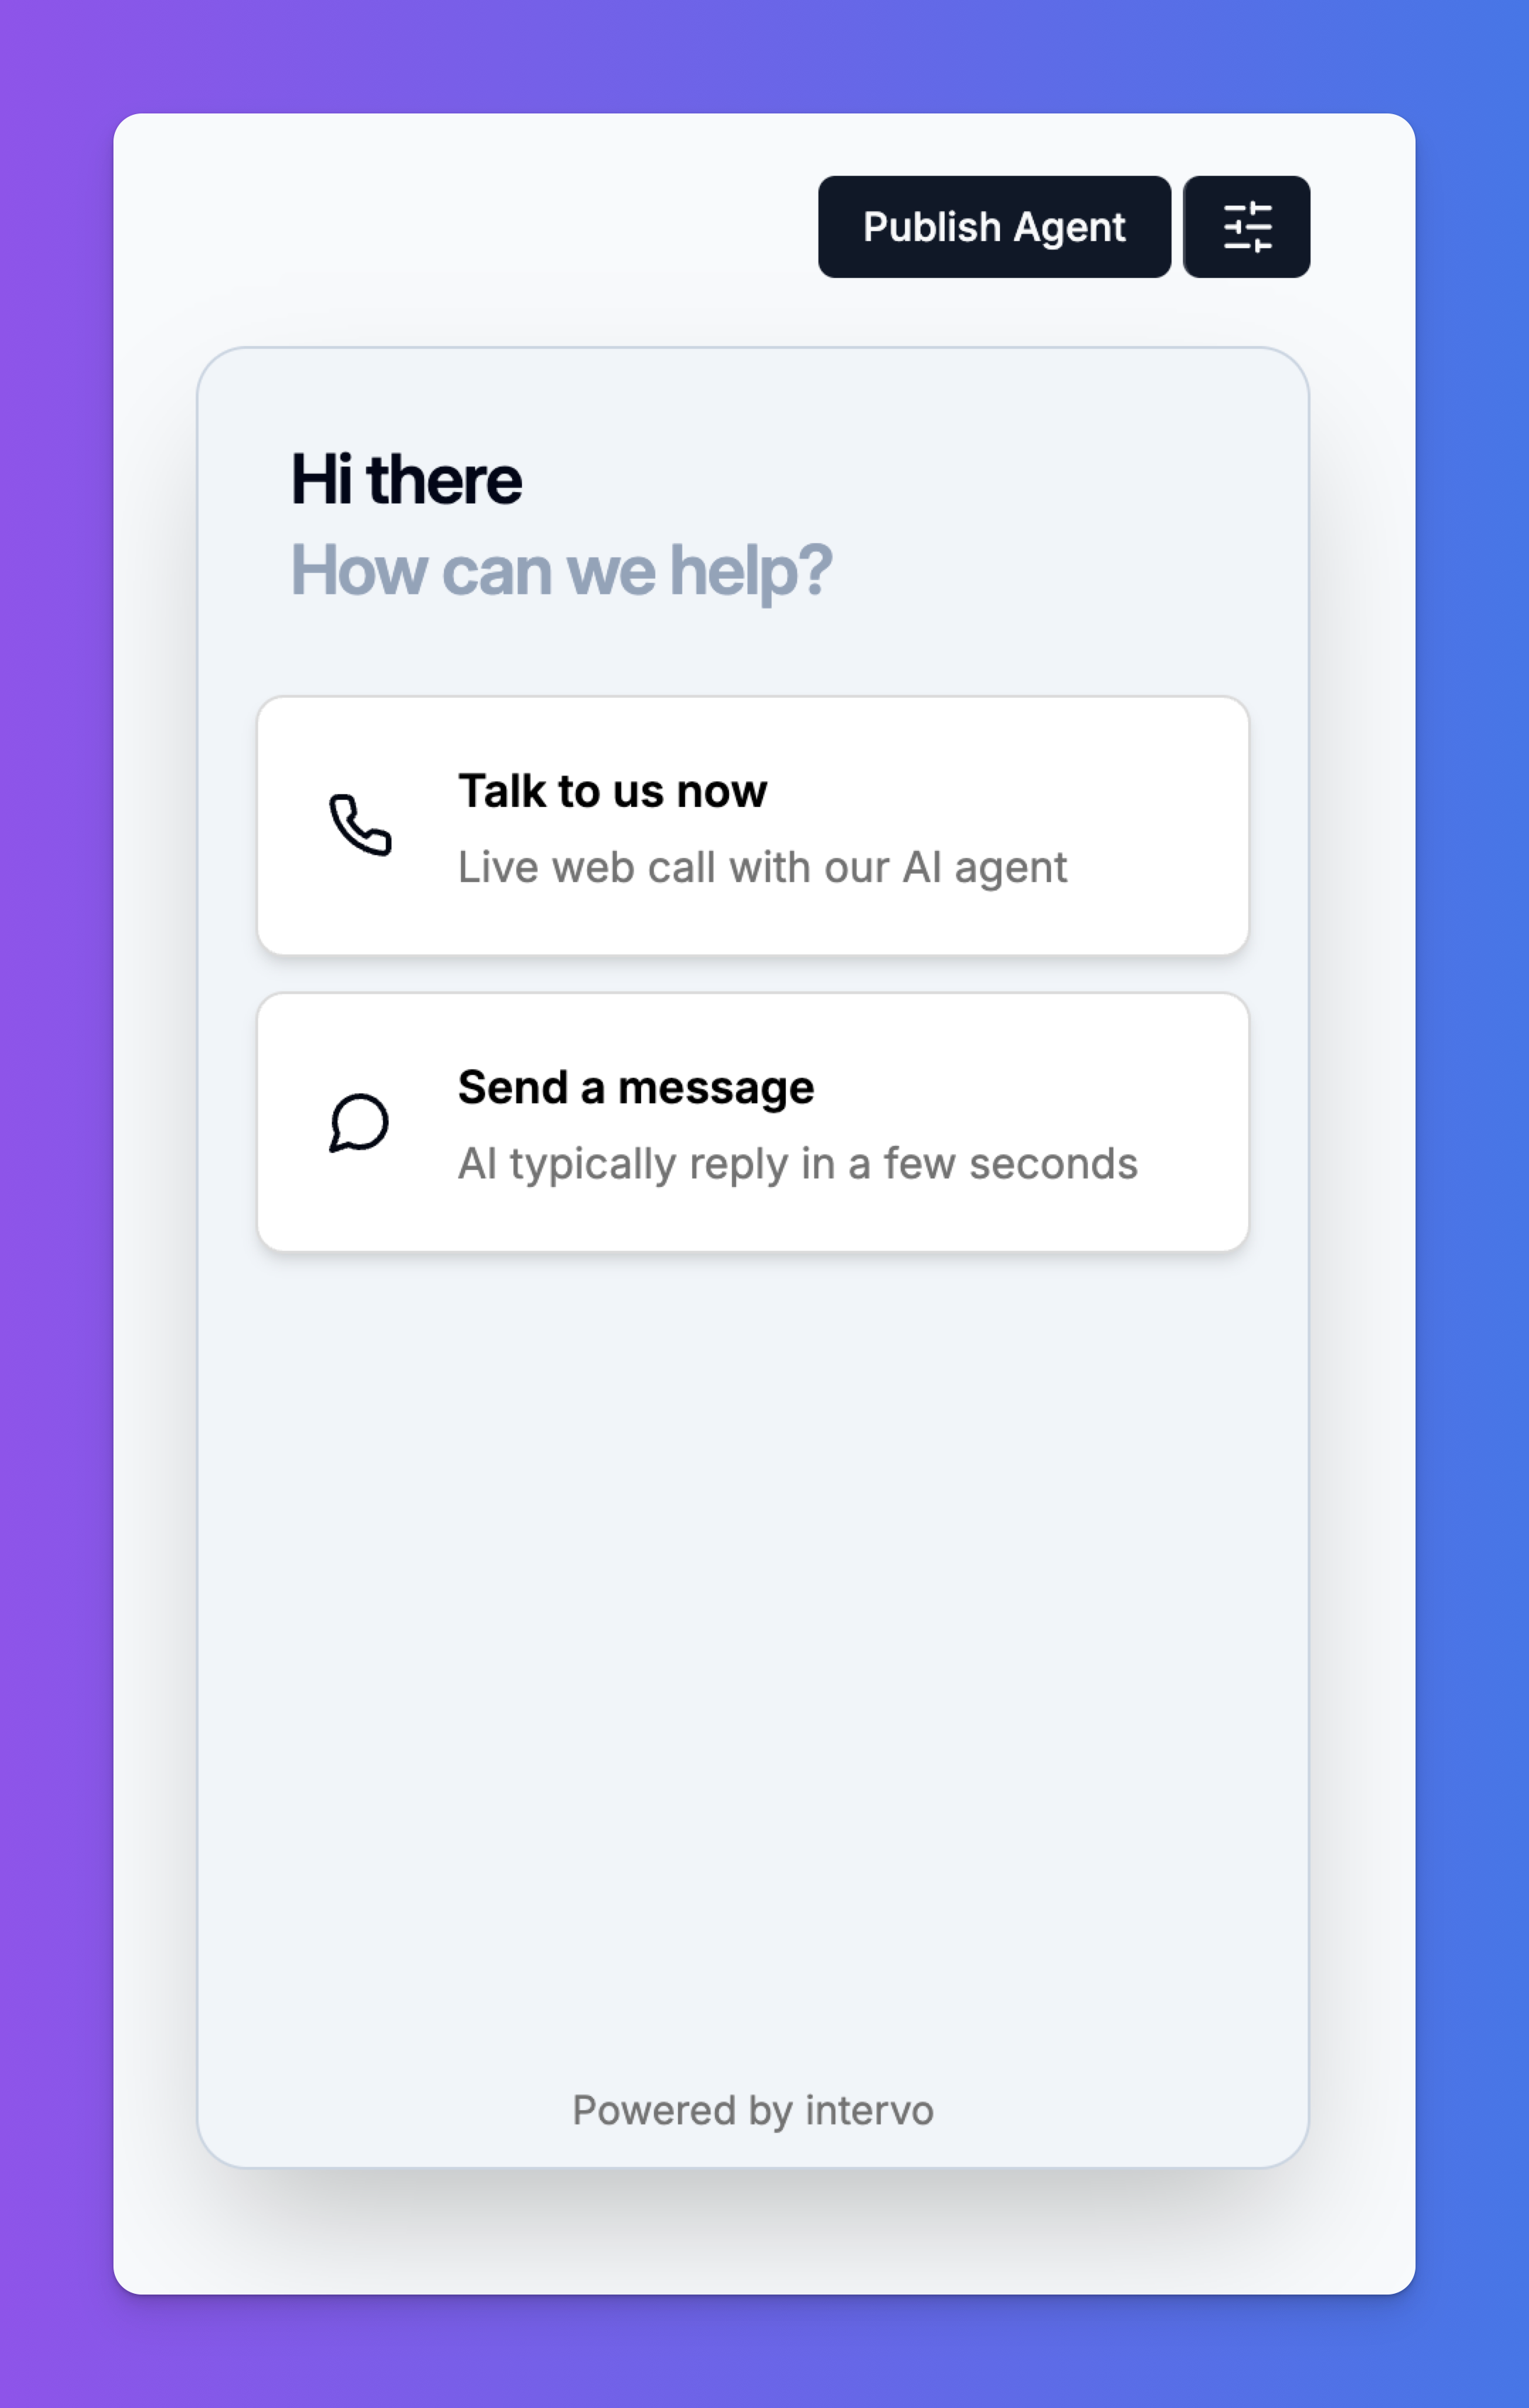 Publish Agent
Hi there
How can we help?
Talk to us now
Live web call with our AI agent
Send a message
AI typically reply in a few seconds
Powered by intervo